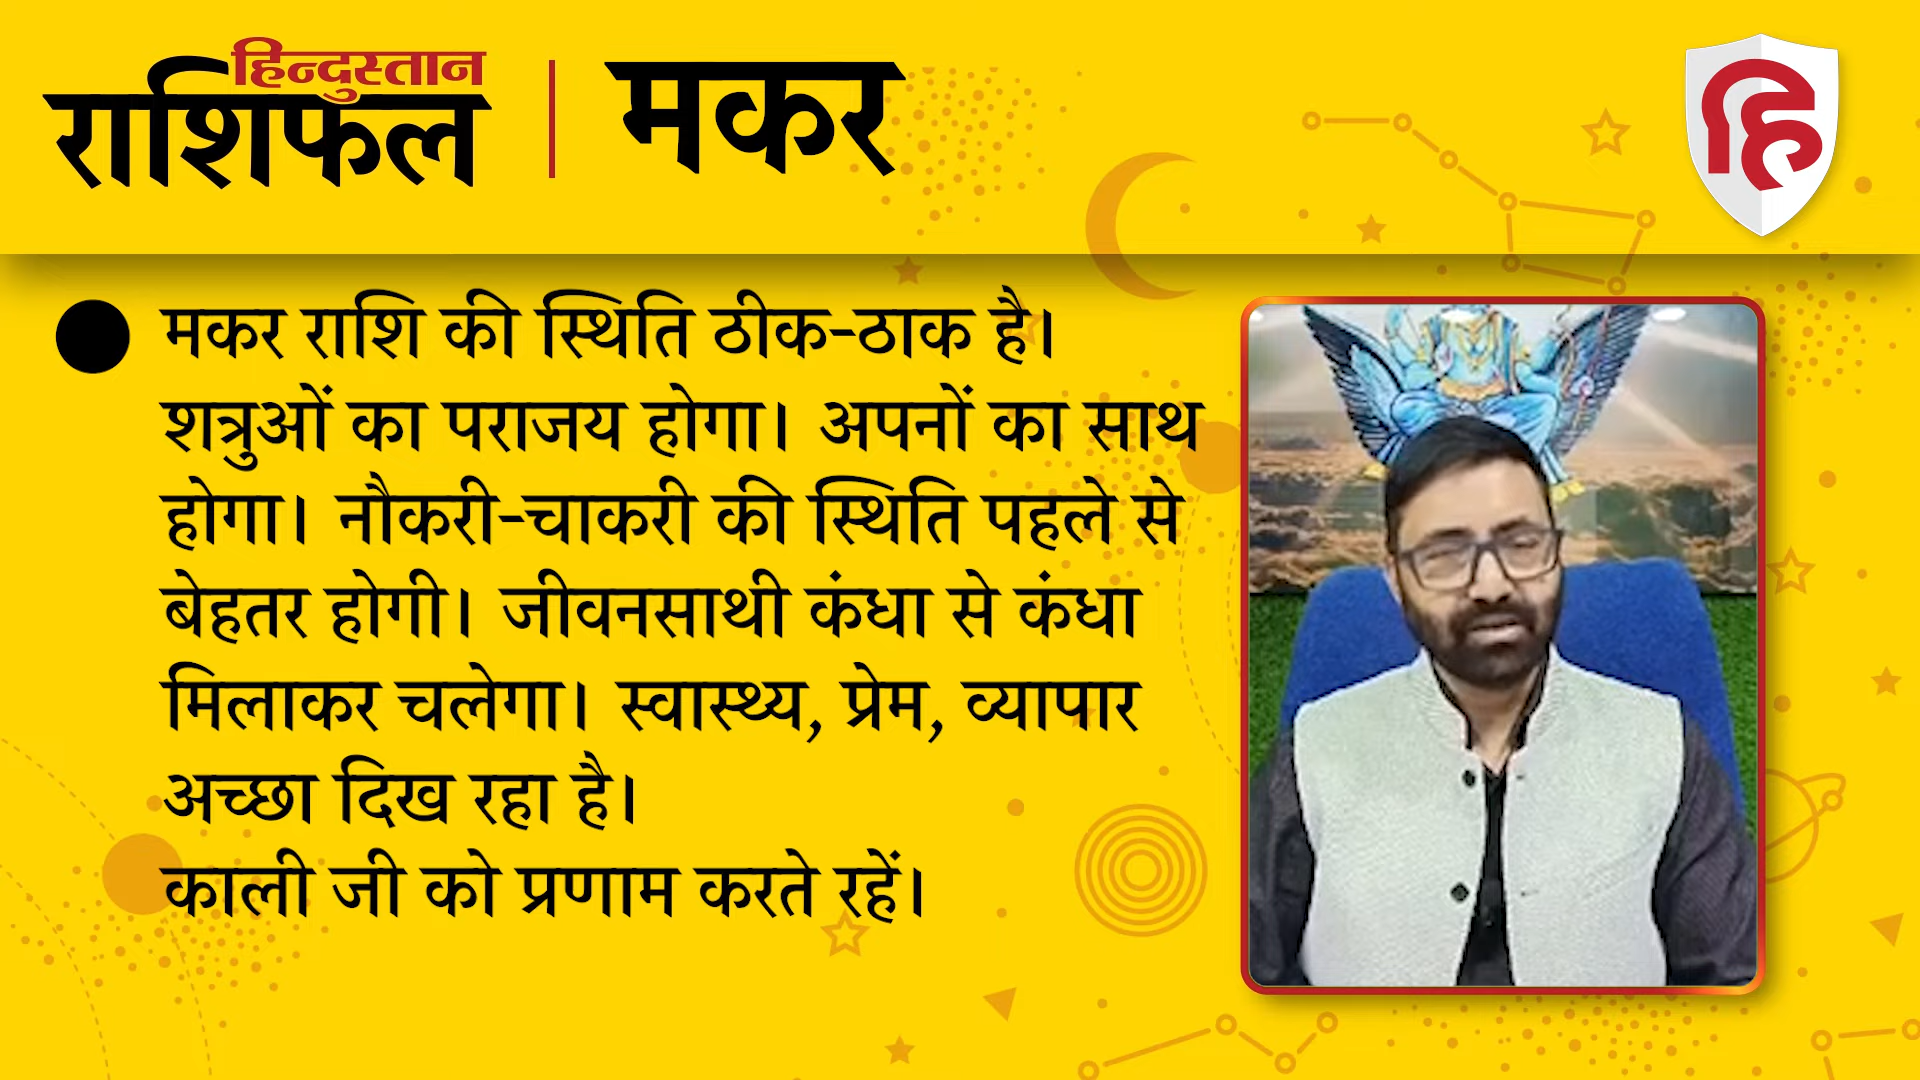 हिन्दुस्तान
राशिफल
मकर
हि
मकर राशि की स्थिति ठीक-ठाक है।
शत्रुओं का पराजय होगा। अपनों का साथ
होगा। नौकरी-चाकरी की स्थिति पहले से
बेहतर होगी। जीवनसाथी कंधा से कंधा
मिलाकर चलेगा। स्वास्थ्य, प्रेम, व्यापार
अच्छा दिख रहा है।
काली जी को प्रणाम करते रहें।